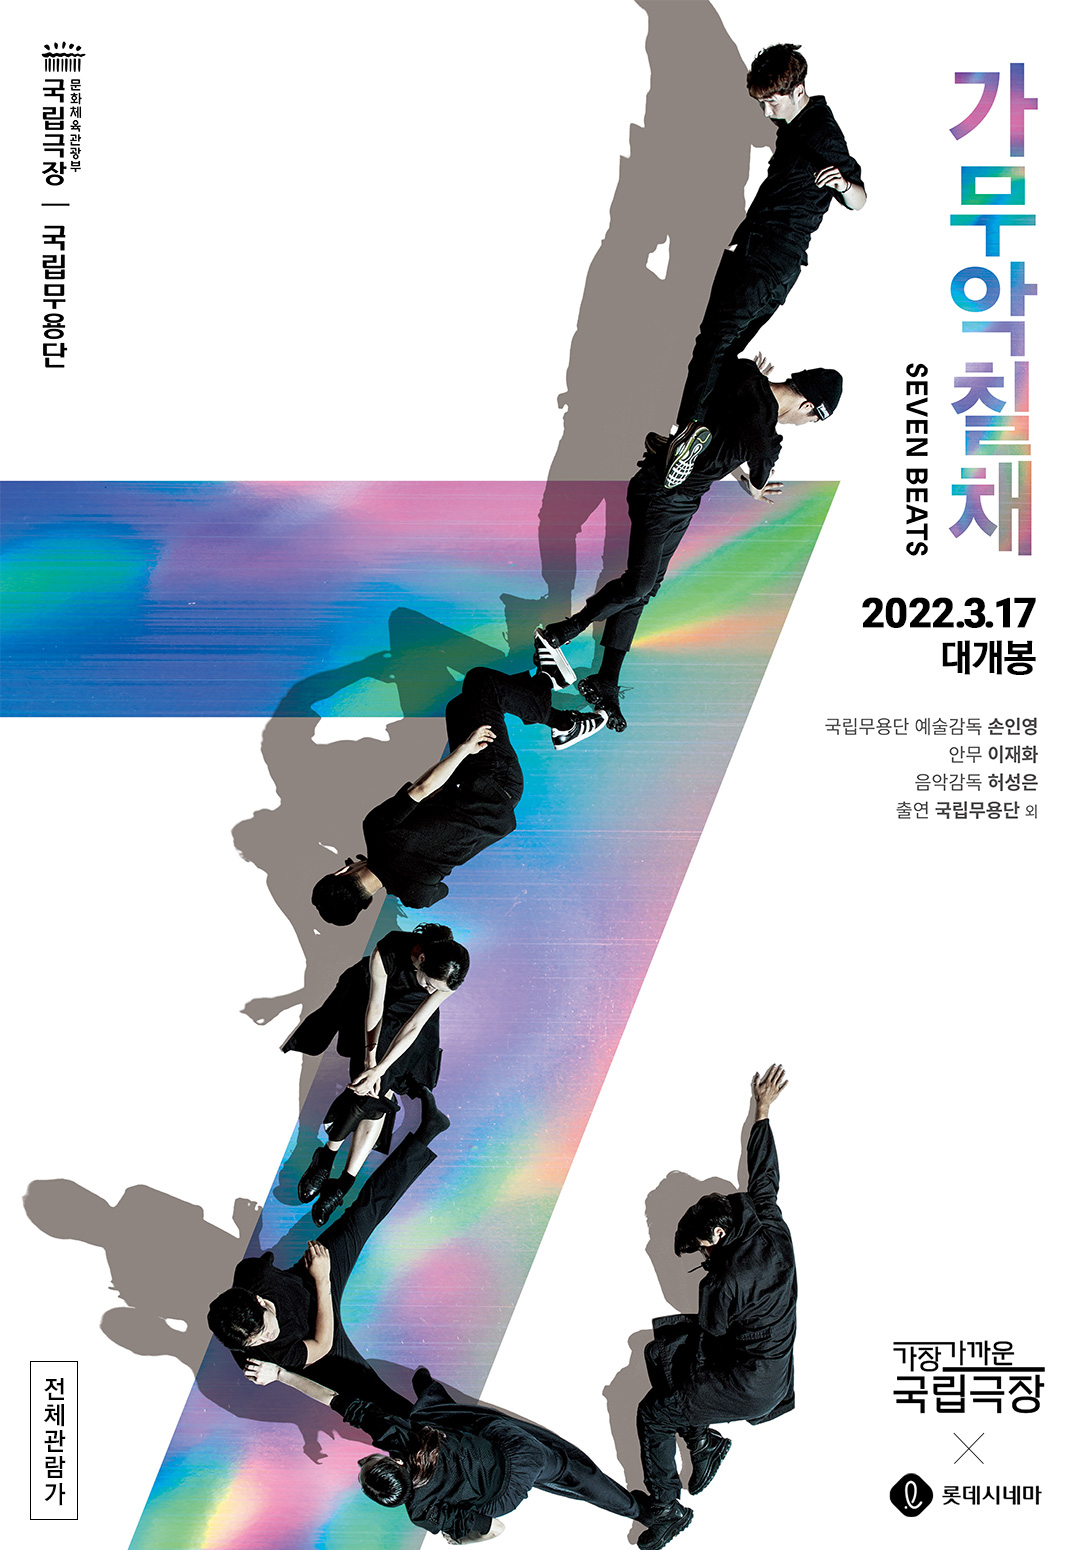 문화체육관광부
국립극장 | 국립무용단
가무악칠채
SEVEN BEATS
2022.3.17
대개봉
국립무용단 예술감독 손인영
안무 이재화
음악감독 허성은
출연 국립무용단 외
전체관람가
가장 가까운
국립극장
×
롯데시네마